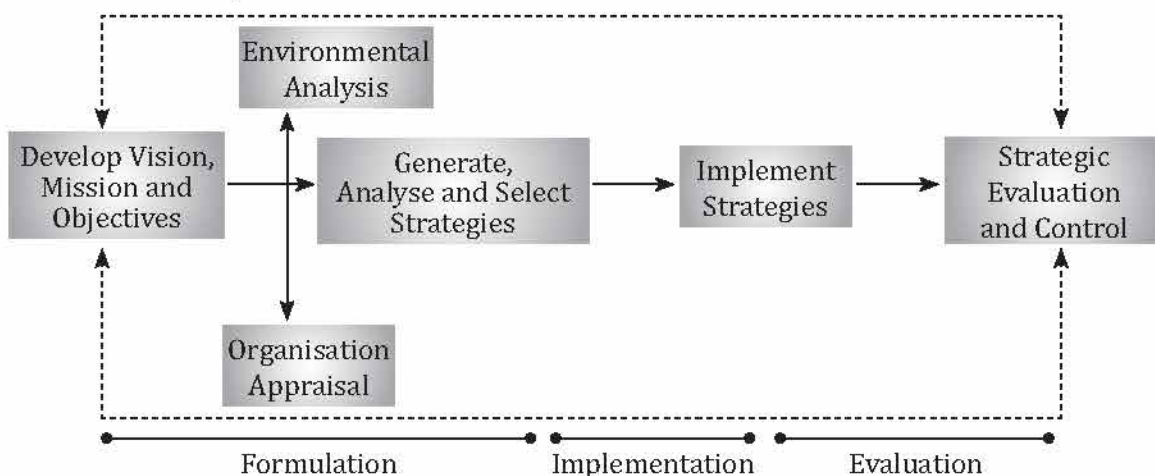 Environmental
Analysis
Develop Vision,
Mission and
Objectives
Generate,
Analyse and Select
Strategies
Implement
Strategies
Strategic
Evaluation
and Control
Organisation
Appraisal
Formulation
Implementation
Evaluation